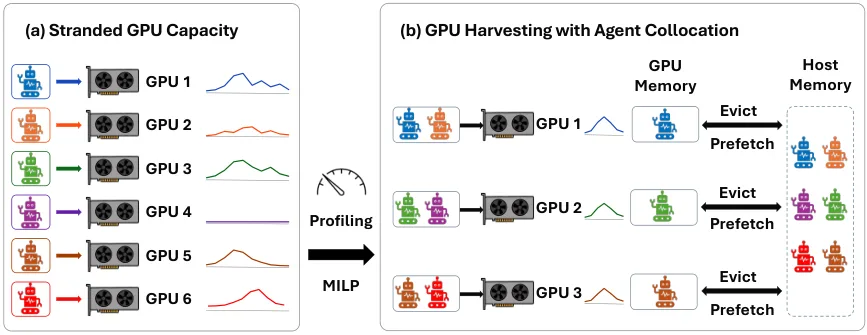 (a) Stranded GPU Capacity
GPU 1
GPU 2
GPU 3
GPU 4
GPU 5
GPU 6
Profiling
MILP
(b) GPU Harvesting with Agent Collocation
GPU
Memory
Host
Memory
GPU 1
Evict
Prefetch
GPU 2
Evict
Prefetch
GPU 3
Evict
Prefetch